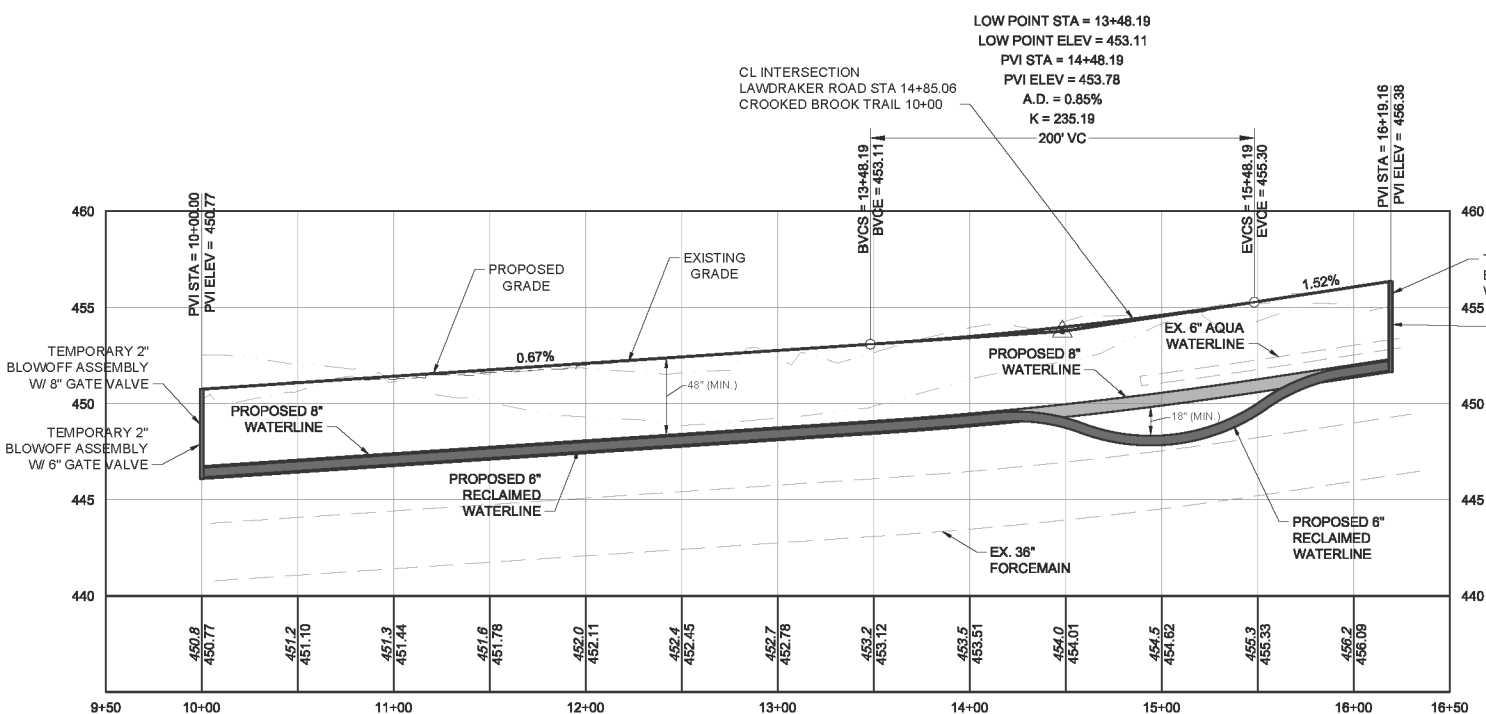 LOW POINT STA = 13+48.19
LOW POINT ELEV = 453.11
PVI STA = 14+48.19
PVI ELEV = 453.78
A.D. = 0.85%
K = 235.19
200' VC
CL INTERSECTION
LAWDRAKER ROAD STA 14+85.06
CROOKED BROOK TRAIL 10+00
PVI STA = 10+00.00
PVI ELEV = 450.77
BVCS = 13+48.19
BVCE = 453.11
EVCS = 15+48.19
EVCE = 455.30
PVI STA = 16+19.16
PVI ELEV = 456.38
460
460
PROPOSED
GRADE
EXISTING
GRADE
1.52%
455
455
EX. 6" AQUA
WATERLINE
TEMPORARY 2"
BLOWOFF ASSEMBLY
W/ 8" GATE VALVE
0.67%
PROPOSED 8"
WATERLINE
48" (MIN.)
450
450
PROPOSED 8"
WATERLINE
18" (MIN.)
TEMPORARY 2"
BLOWOFF ASSEMBLY
W/ 6" GATE VALVE
PROPOSED 6"
RECLAIMED
WATERLINE
445
445
PROPOSED 6"
RECLAIMED
WATERLINE
EX. 36"
FORCEMAIN
440
440
450.8
450.77
451.2
451.10
451.3
451.44
451.6
451.78
452.0
452.11
452.4
452.45
452.7
452.78
453.2
453.12
453.5
453.51
454.0
454.01
454.5
454.62
455.3
455.33
456.2
456.09
9+50
10+00
11+00
12+00
13+00
14+00
15+00
16+00
16+50